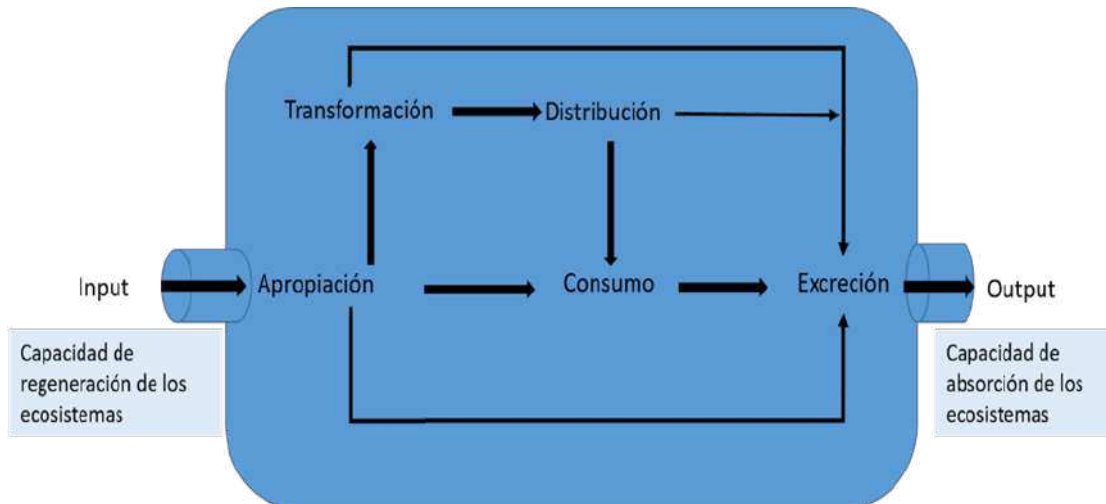 Transformación
Distribución
Input
Apropiación
Consumo
Excreción
Output
Capacidad de
regeneración de los
ecosistemas
Capacidad de
absorción de los
ecosistemas